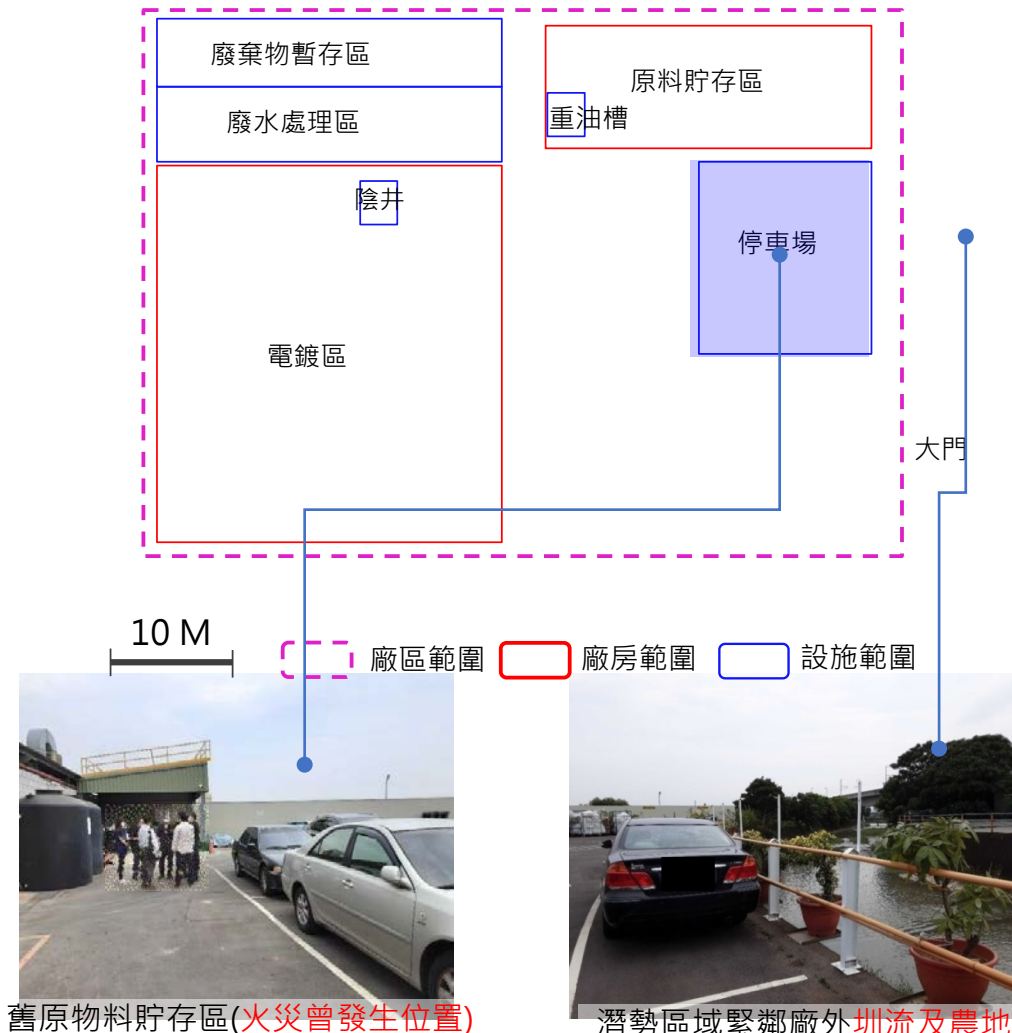 廢棄物暫存區
原料貯存區
廢水處理區
重油槽
陰井
停車場
電鍍區
大門
10 M
廠區範圍
廠房範圍
設施範圍
舊原物料貯存區(火災曾發生位置)
潛勢區域緊鄰廠外圳流及農地